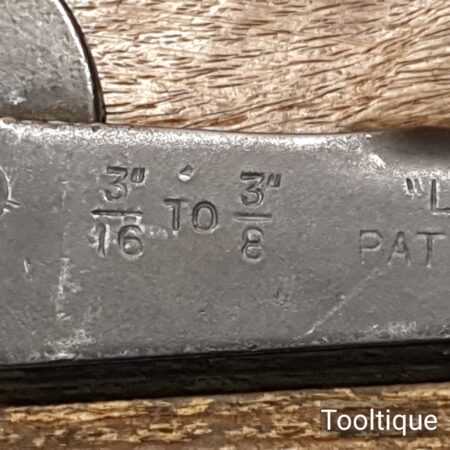 3/16" TO 3/8" "L
PAT
Tooltique